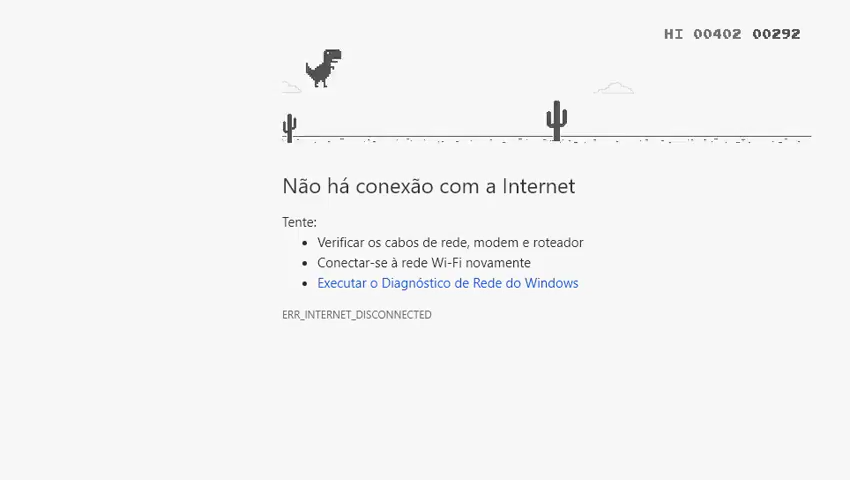 HI 00402 00292
Não há conexão com a Internet
Tente:
Verificar os cabos de rede, modem e roteador
Conectar-se à rede Wi-Fi novamente
Executar o Diagnóstico de Rede do Windows
ERR_INTERNET_DISCONNECTED